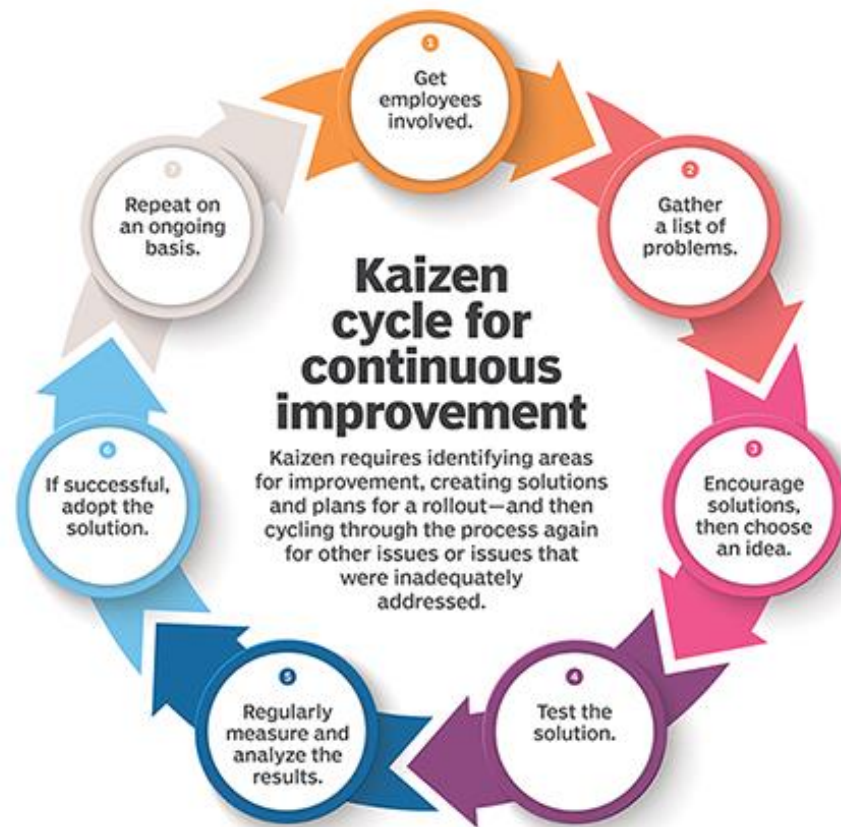 Kaizen
cycle for
continuous
improvement
Kaizen requires identifying areas
for improvement, creating solutions
and plans for a rollout—and then
cycling through the process again
for other issues or issues that
were inadequately
addressed.
1
Get
employees
involved.
2
Gather
a list of
problems.
3
Encourage
solutions,
then choose
an idea.
4
Test the
solution.
5
Regularly
measure and
analyze the
results.
6
If successful,
adopt the
solution.
7
Repeat on
an ongoing
basis.